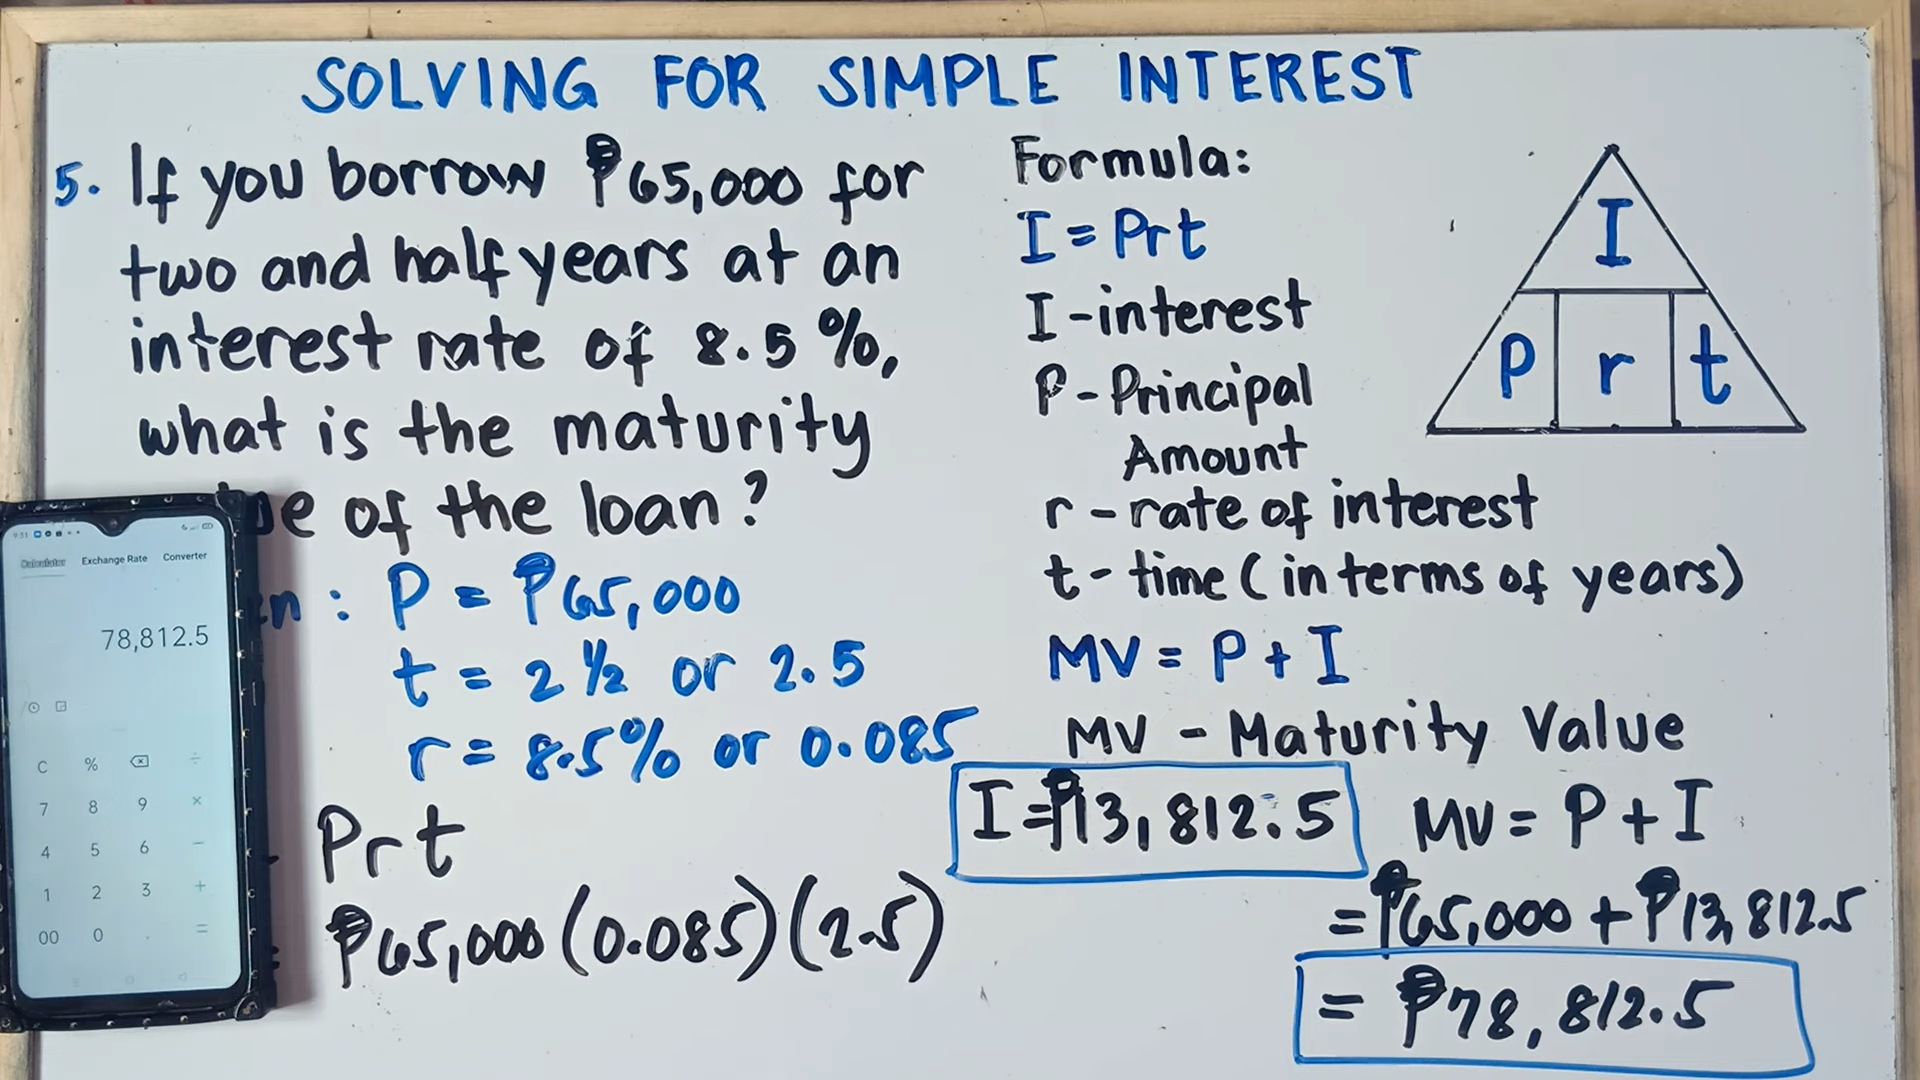 SOLVING FOR SIMPLE INTEREST
5. If you borrow ₱65,000 for
two and half years at an
interest rate of 8.5%,
what is the maturity
of the loan?
: P = ₱65,000
t = 2 ½ or 2.5
r = 8.5% or 0.085
Prt
₱65,000(0.085)(2.5)
Formula:
I = Prt
I - interest
P - Principal
Amount
r - rate of interest
t - time (in terms of years)
MV = P + I
MV - Maturity Value
I = ₱13,812.5
MV = P + I
= ₱65,000 + ₱13,812.5
= ₱78,812.5
I
P r t
9:31
Calculator Exchange Rate Converter
78,812.5
C % ÷
7 8 9 ×
4 5 6 −
1 2 3 +
00 0 . =